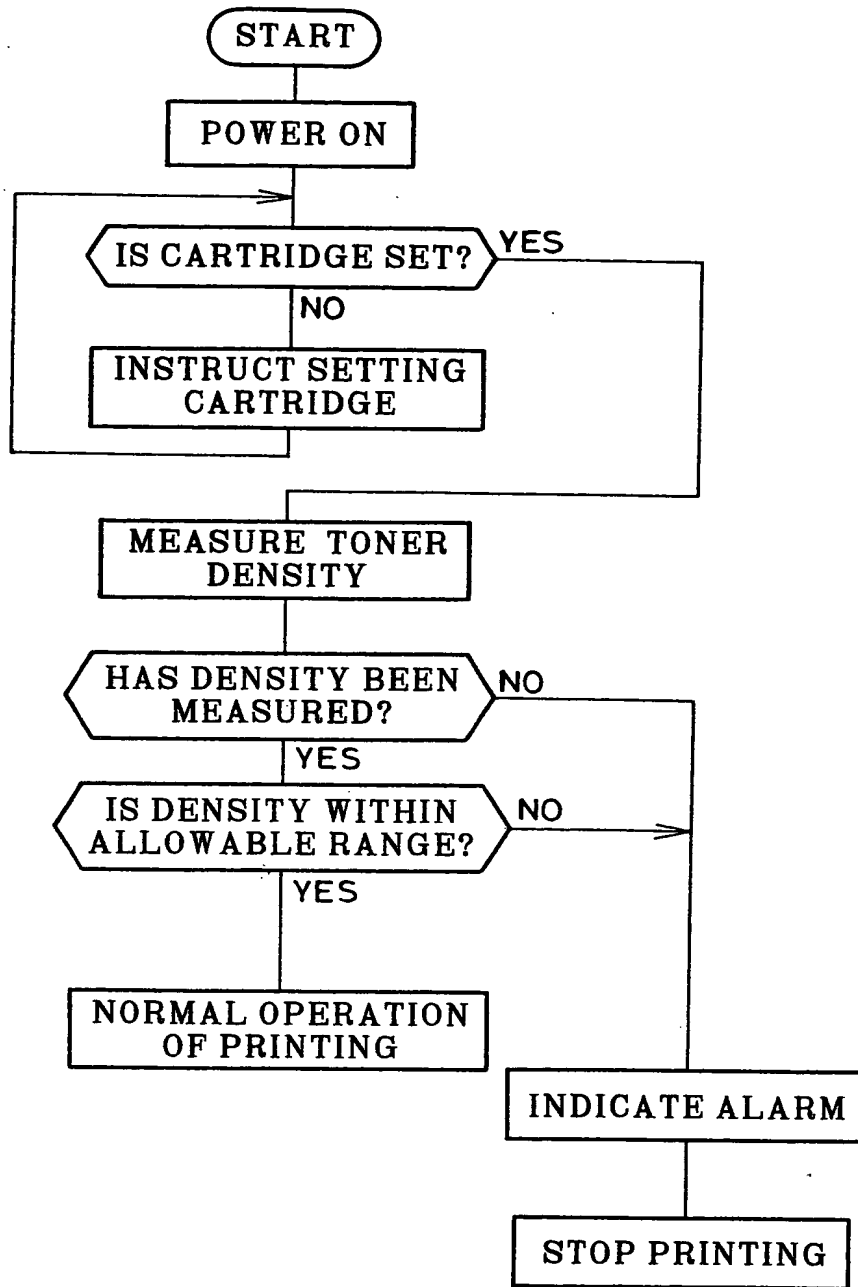 START
POWER ON
IS CARTRIDGE SET?
YES
NO
INSTRUCT SETTING
CARTRIDGE
MEASURE TONER
DENSITY
HAS DENSITY BEEN
MEASURED?
NO
YES
IS DENSITY WITHIN
ALLOWABLE RANGE?
NO
YES
NORMAL OPERATION
OF PRINTING
INDICATE ALARM
STOP PRINTING